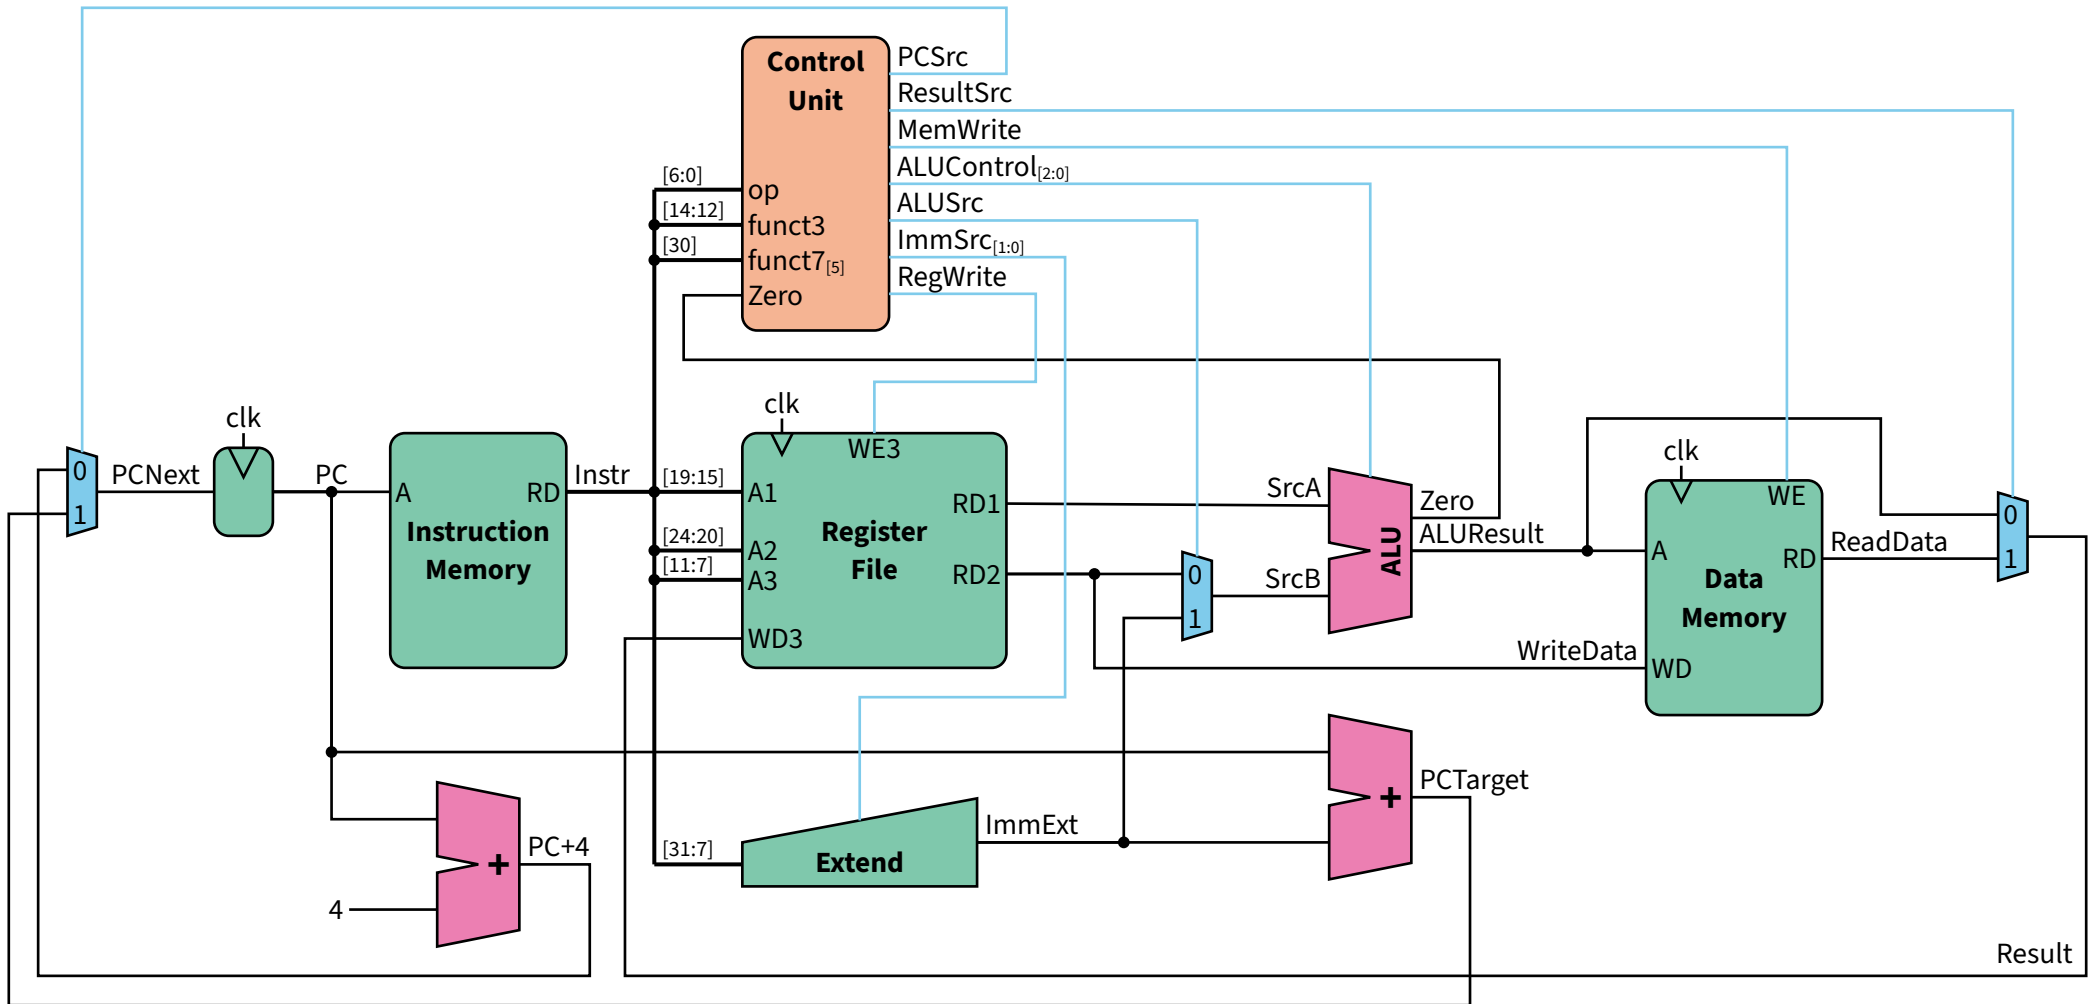 Control
Unit
PCSrc
ResultSrc
MemWrite
ALUControl[2:0]
ALUSrc
ImmSrc[1:0]
RegWrite
[6:0]
op
[14:12]
funct3
[30]
funct7[5]
Zero
clk
PCNext
0
1
PC
A
RD
Instruction
Memory
Instr
clk
WE3
[19:15]
A1
[24:20]
A2
[11:7]
A3
WD3
RD1
RD2
Register
File
0
1
SrcA
SrcB
ALU
Zero
ALUResult
clk
WE
A
RD
Data
Memory
WD
WriteData
ReadData
0
1
[31:7]
Extend
ImmExt
+
PCTarget
+
PC+4
4
Result